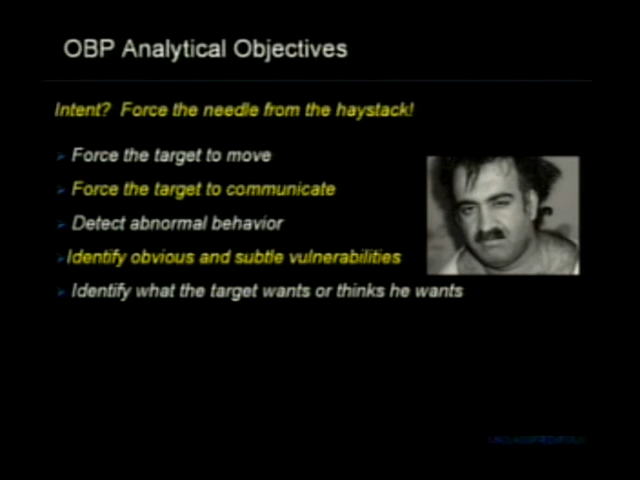 OBP Analytical Objectives
Intent? Force the needle from the haystack!
Force the target to move
Force the target to communicate
Detect abnormal behavior
Identify obvious and subtle vulnerabilities
Identify what the target wants or thinks he wants